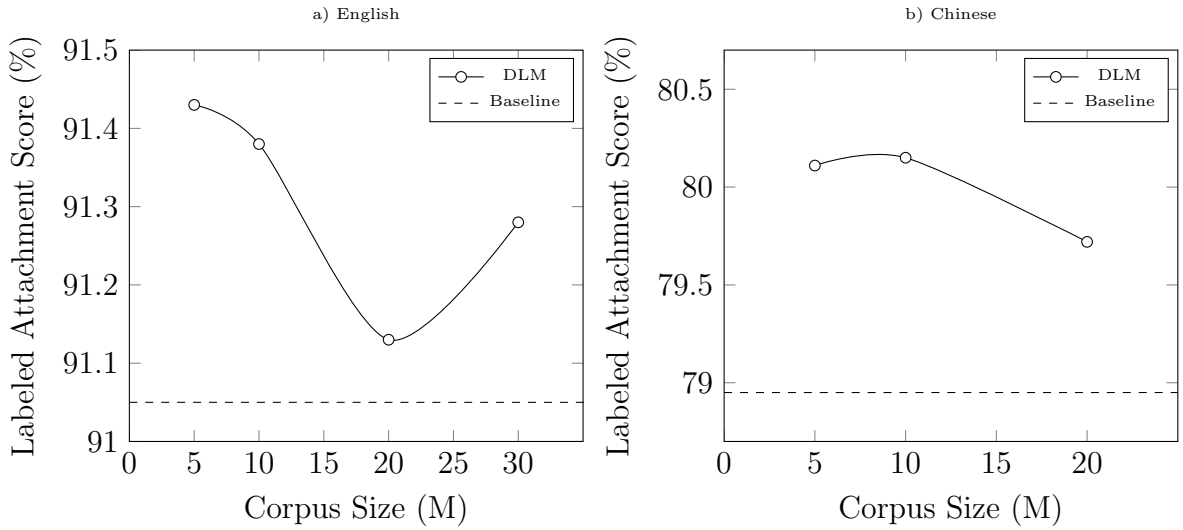 a) English
Labeled Attachment Score (%)
91.5
91.4
91.3
91.2
91.1
91
0 5 10 15 20 25 30
Corpus Size (M)
DLM
Baseline
b) Chinese
Labeled Attachment Score (%)
80.5
80
79.5
79
0 5 10 15 20
Corpus Size (M)
DLM
Baseline